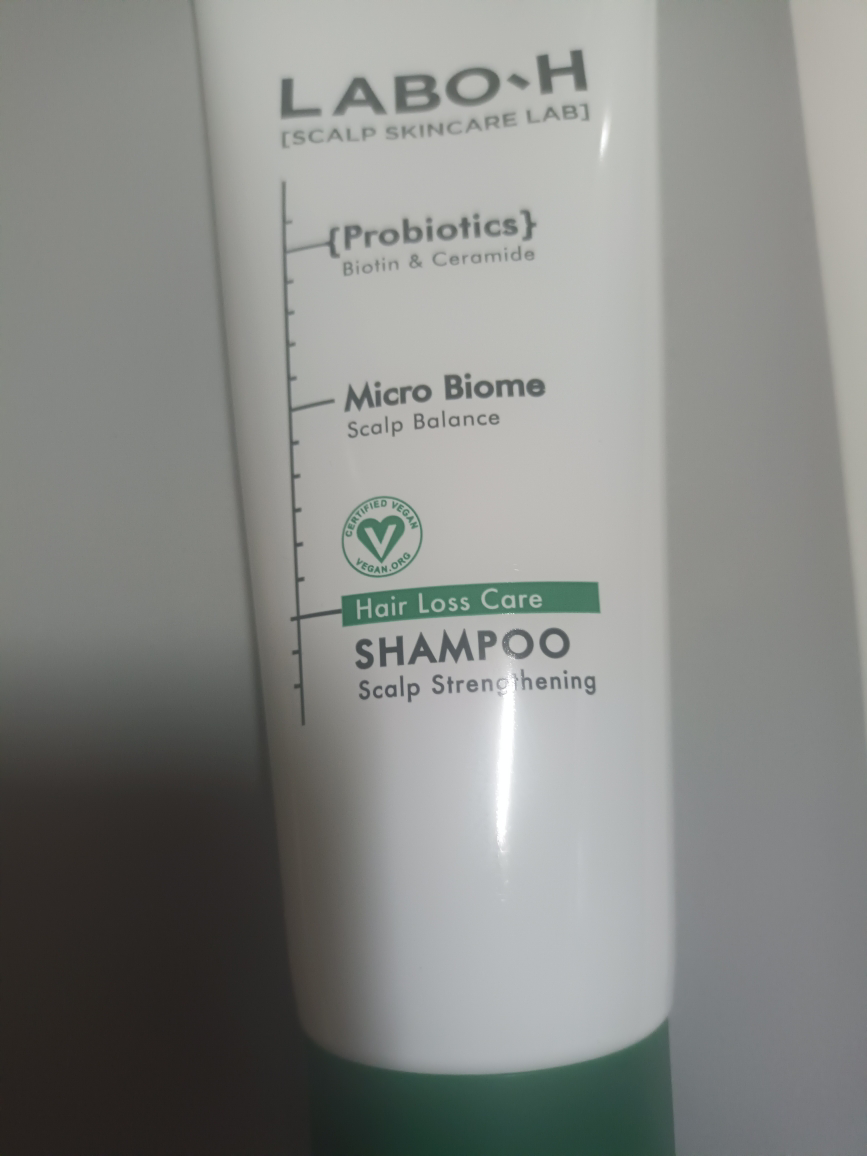 LABO-H
[SCALP SKINCARE LAB]
{Probiotics}
Biotin & Ceramide
Micro Biome
Scalp Balance
CERTIFIED VEGAN
V
VEGAN.ORG
Hair Loss Care
SHAMPOO
Scalp Strengthening